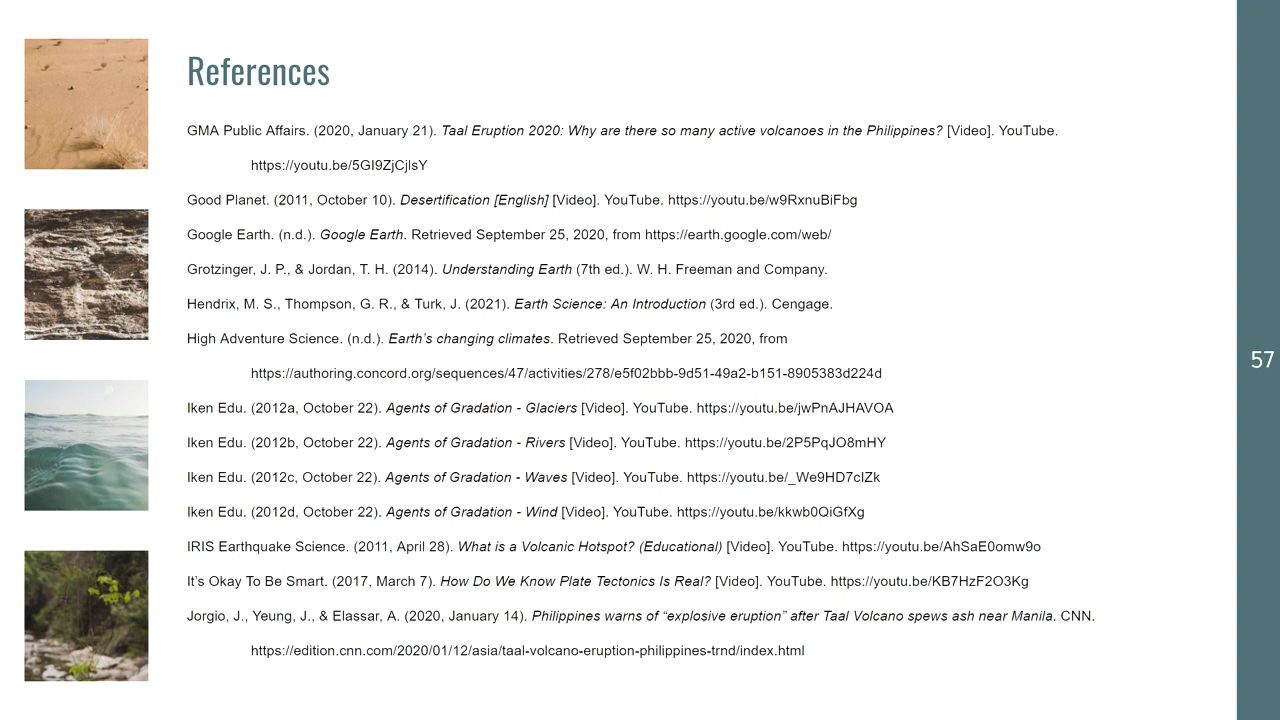 References
GMA Public Affairs. (2020, January 21). Taal Eruption 2020: Why are there so many active volcanoes in the Philippines? [Video]. YouTube.
https://youtu.be/5GI9ZjCjlsY
Good Planet. (2011, October 10). Desertification [English] [Video]. YouTube. https://youtu.be/w9RxnuBiFbg
Google Earth. (n.d.). Google Earth. Retrieved September 25, 2020, from https://earth.google.com/web/
Grotzinger, J. P., & Jordan, T. H. (2014). Understanding Earth (7th ed.). W. H. Freeman and Company.
Hendrix, M. S., Thompson, G. R., & Turk, J. (2021). Earth Science: An Introduction (3rd ed.). Cengage.
High Adventure Science. (n.d.). Earth’s changing climates. Retrieved September 25, 2020, from
https://authoring.concord.org/sequences/47/activities/278/e5f02bbb-9d51-49a2-b151-8905383d224d
57
Iken Edu. (2012a, October 22). Agents of Gradation - Glaciers [Video]. YouTube. https://youtu.be/jwPnAJHAVOA
Iken Edu. (2012b, October 22). Agents of Gradation - Rivers [Video]. YouTube. https://youtu.be/2P5PqJO8mHY
Iken Edu. (2012c, October 22). Agents of Gradation - Waves [Video]. YouTube. https://youtu.be/_We9HD7cIZk
Iken Edu. (2012d, October 22). Agents of Gradation - Wind [Video]. YouTube. https://youtu.be/kkwb0QiGfXg
IRIS Earthquake Science. (2011, April 28). What is a Volcanic Hotspot? (Educational) [Video]. YouTube. https://youtu.be/AhSaE0omw9o
It’s Okay To Be Smart. (2017, March 7). How Do We Know Plate Tectonics Is Real? [Video]. YouTube. https://youtu.be/KB7HzF2O3Kg
Jorgio, J., Yeung, J., & Elassar, A. (2020, January 14). Philippines warns of “explosive eruption” after Taal Volcano spews ash near Manila. CNN.
https://edition.cnn.com/2020/01/12/asia/taal-volcano-eruption-philippines-trnd/index.html